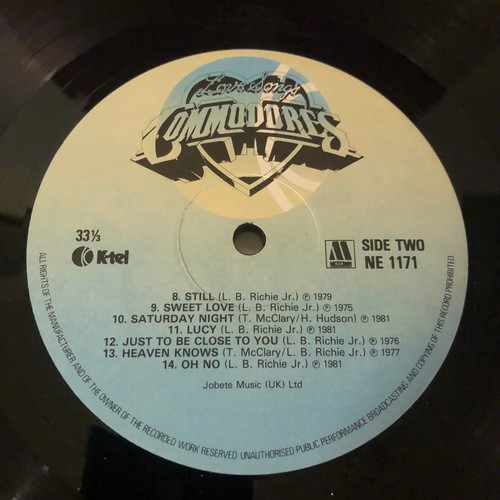 Love Songs
COMMODORES
33⅓
K-tel
M
SIDE TWO
NE 1171
8. STILL (L. B. Richie Jr.) ℗ 1979
9. SWEET LOVE (L. B. Richie Jr.) ℗ 1975
10. SATURDAY NIGHT (T. McClary/H. Hudson) ℗ 1981
11. LUCY (L. B. Richie Jr.) ℗ 1981
12. JUST TO BE CLOSE TO YOU (L. B. Richie Jr.) ℗ 1976
13. HEAVEN KNOWS (T. McClary/L. B. Richie Jr.) ℗ 1977
14. OH NO (L. B. Richie Jr.) ℗ 1981
Jobete Music (UK) Ltd
ALL RIGHTS OF THE MANUFACTURER AND OF THE OWNER OF THE RECORDED WORK RESERVED UNAUTHORISED PUBLIC PERFORMANCE BROADCASTING AND COPYING OF THIS RECORD PROHIBITED